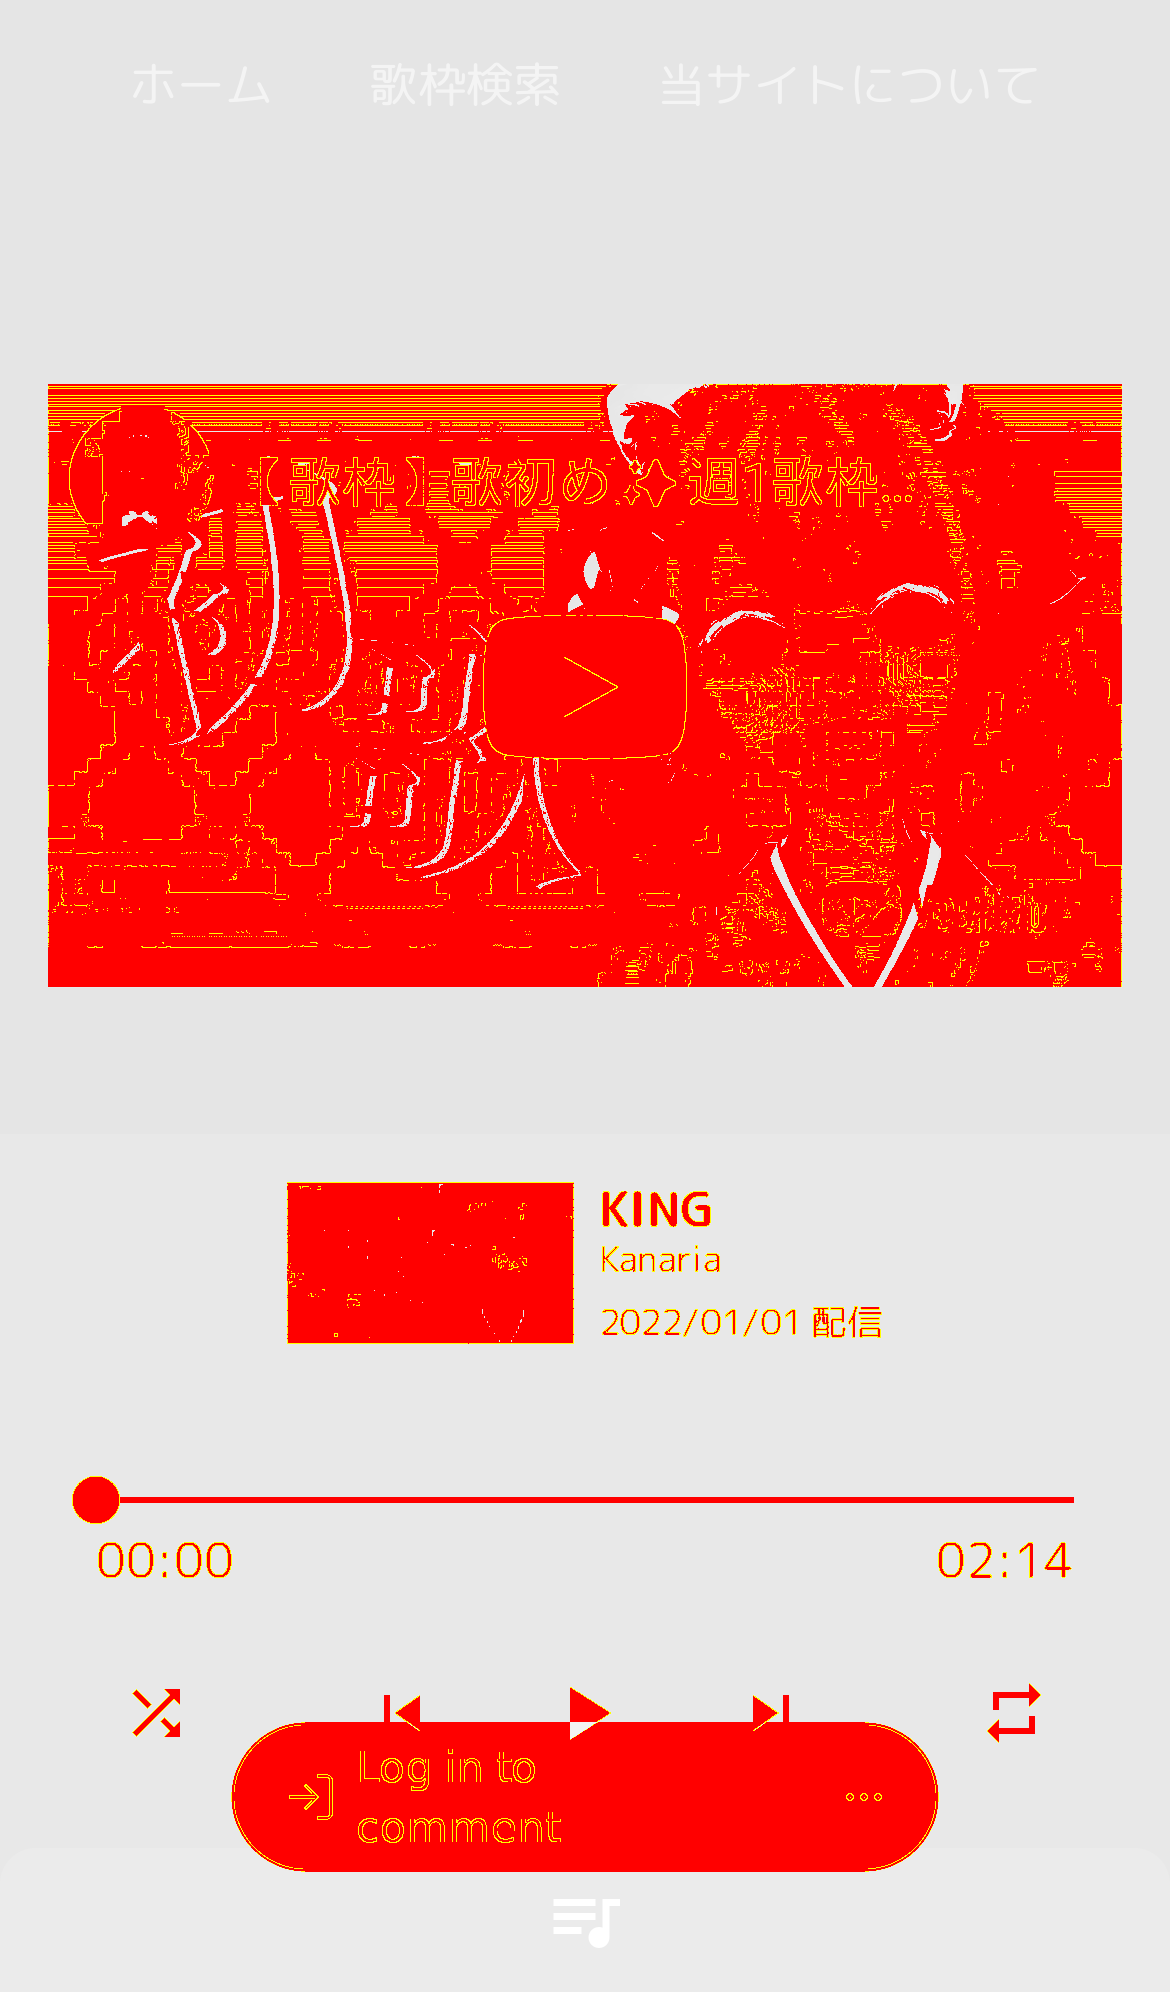 ホーム 歌枠検索 当サイトについて
【歌枠】歌初め✨週1歌枠...
初
歌
KING
Kanaria
2022/01/01 配信
00:00 02:14
Log in to
comment